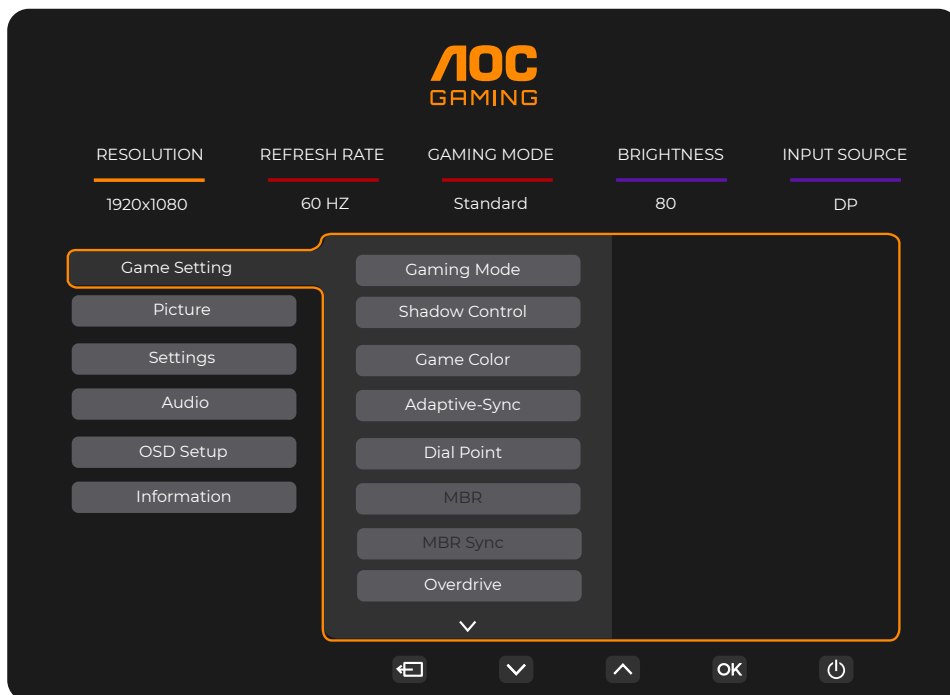 AOC
GAMING
RESOLUTION REFRESH RATE GAMING MODE BRIGHTNESS INPUT SOURCE
1920x1080 60 HZ Standard 80 DP
Game Setting
Picture
Settings
Audio
OSD Setup
Information
Gaming Mode
Shadow Control
Game Color
Adaptive-Sync
Dial Point
MBR
MBR Sync
Overdrive
OK